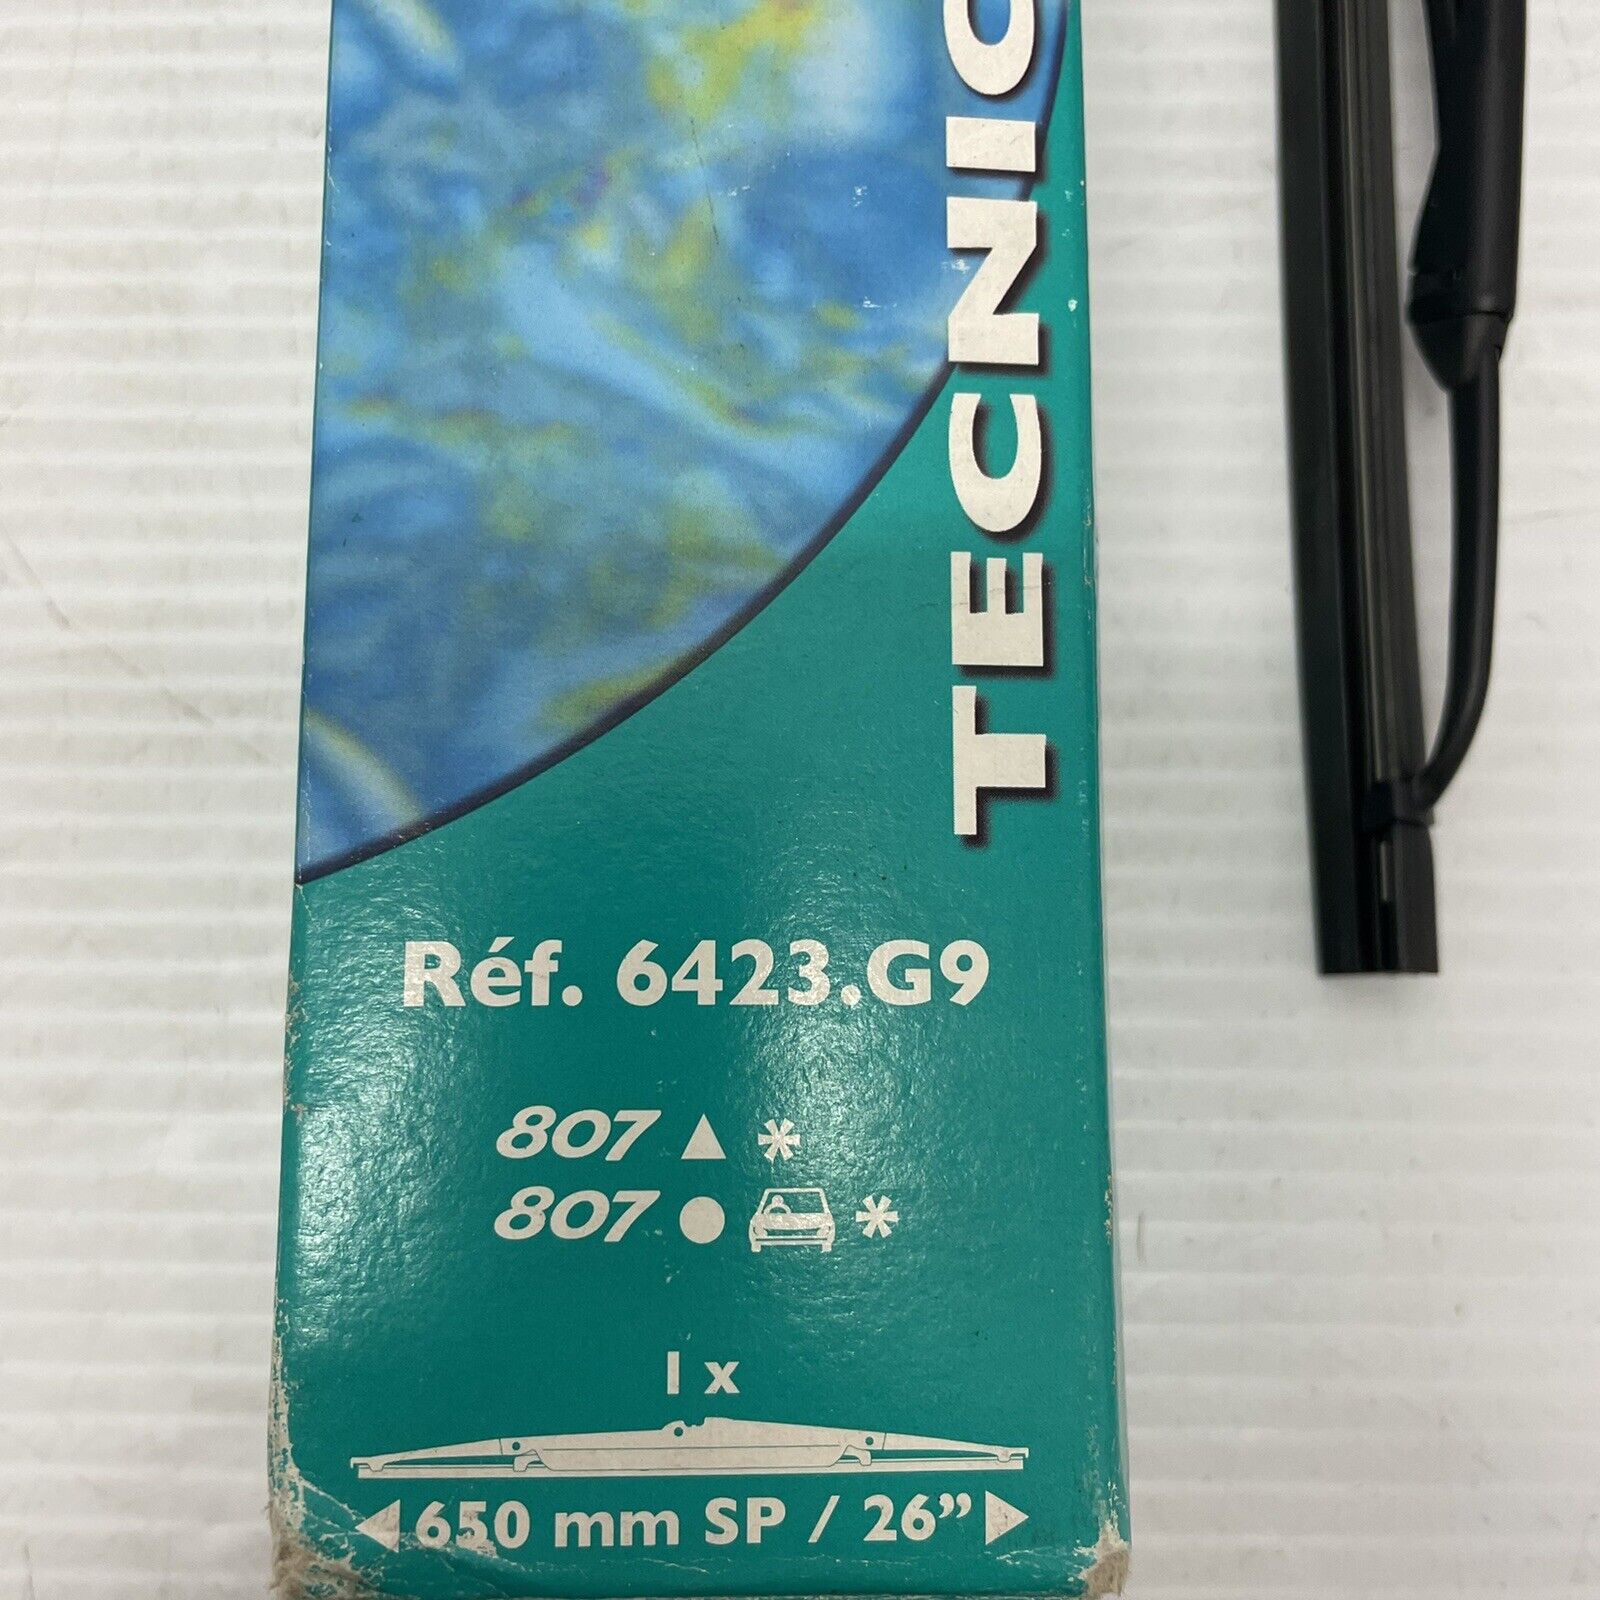 TECNIC
Réf. 6423.G9
807
807
1 x
650 mm SP / 26”